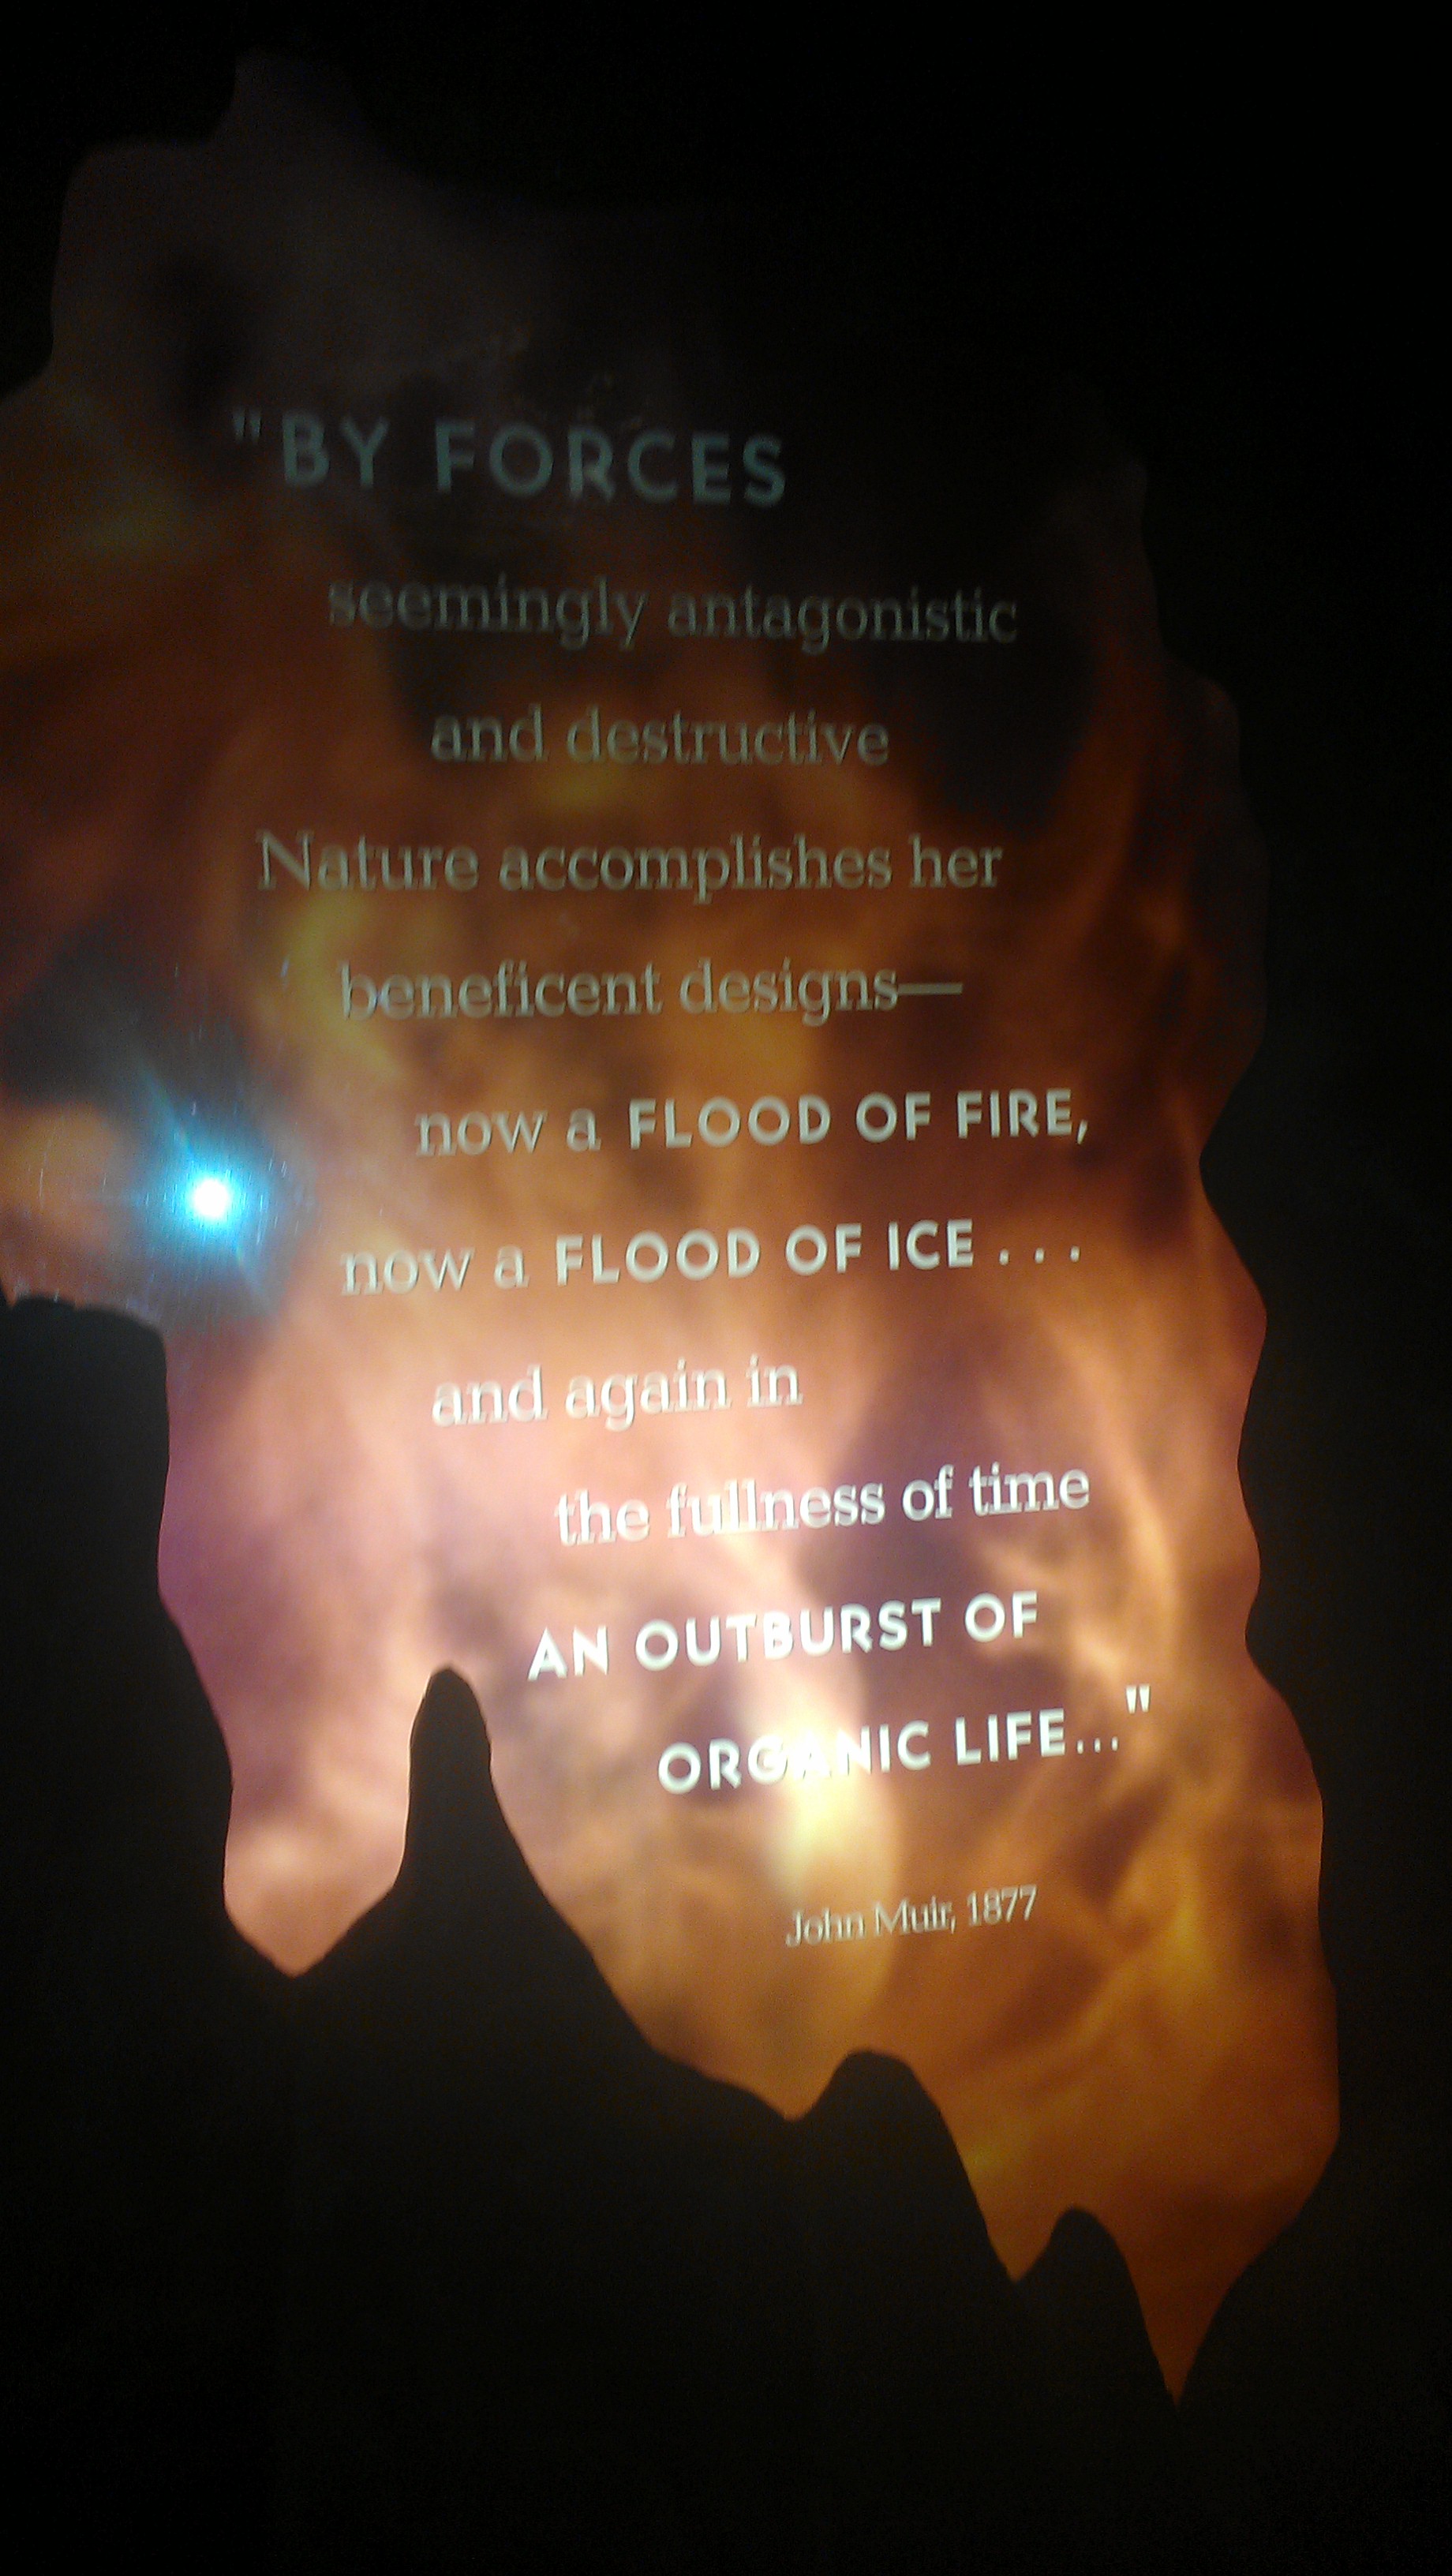 "BY FORCES
seemingly antagonistic
and destructive
Nature accomplishes her
beneficent designs—
now a FLOOD OF FIRE,
now a FLOOD OF ICE . . .
and again in
the fullness of time
AN OUTBURST OF
ORGANIC LIFE..."
John Muir, 1877